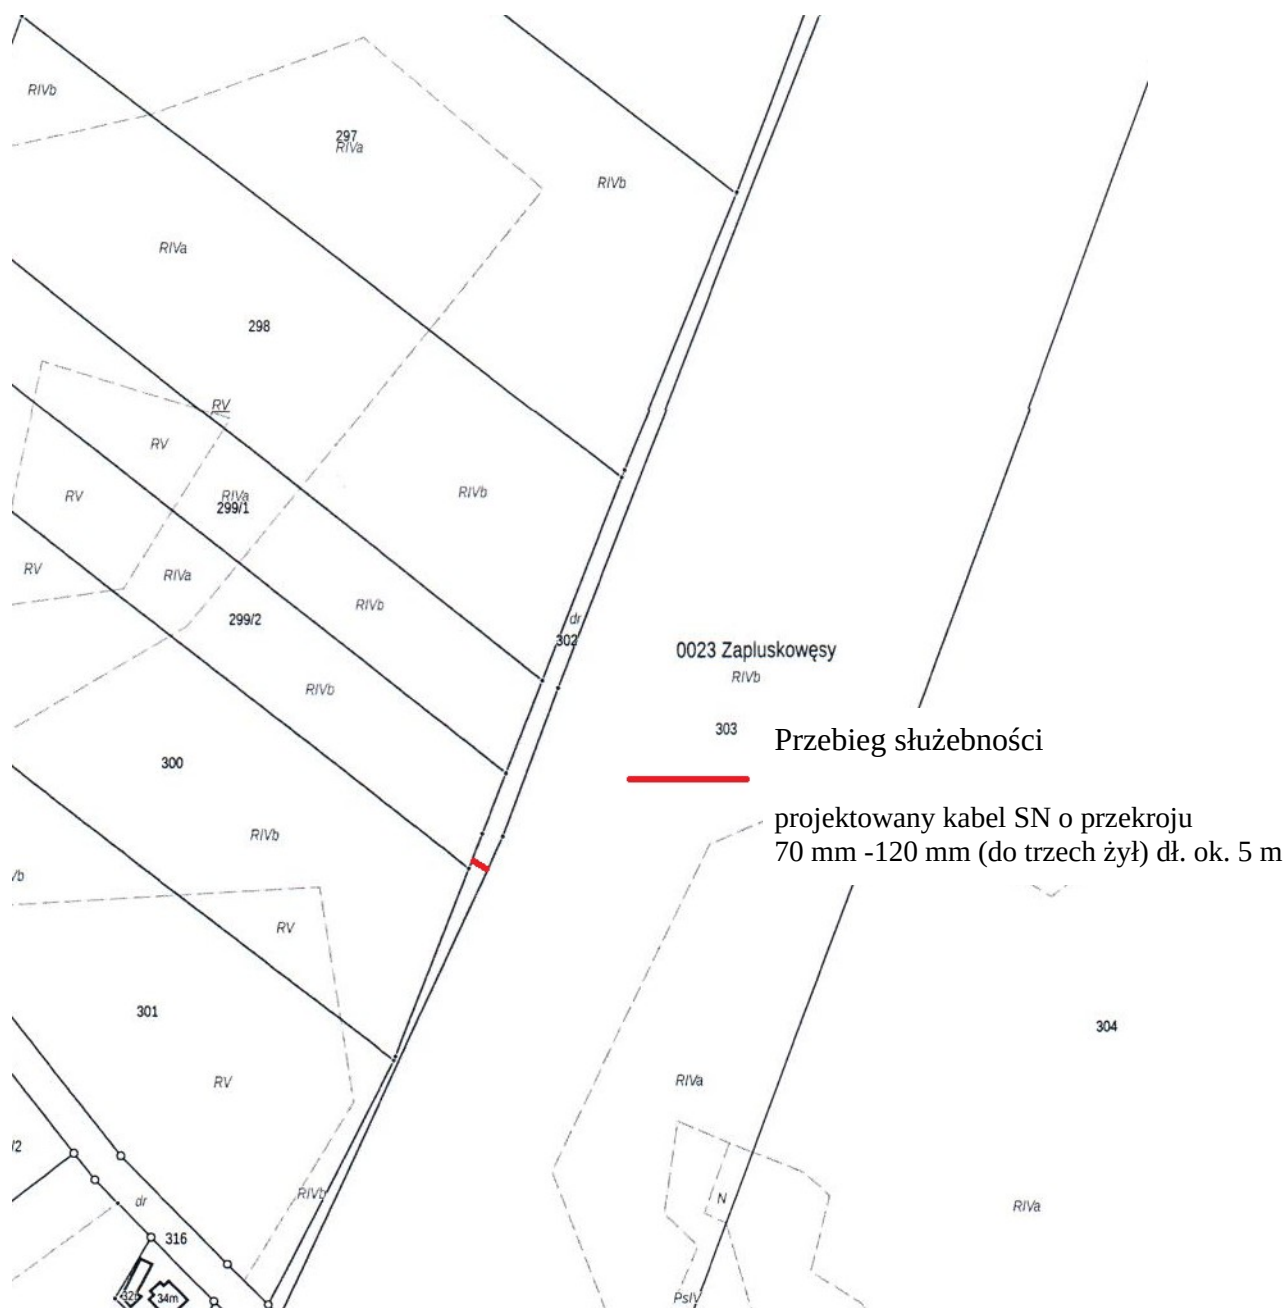 RIVb
297
RIVa
RIVb
RIVa
298
RV
RV
RIVb
RV
RIVa
299/1
RV
RIVa
RIVb
299/2
dr
302
0023 Zapluskowęsy
RIVb
RIVb
303
Przebieg służebności
300
projektowany kabel SN o przekroju
70 mm -120 mm (do trzech żył) dł. ok. 5 m
RIVb
/b
RV
301
304
RV
RIVa
/2
RIVb
dr
N
RIVa
316
PsIV
34m